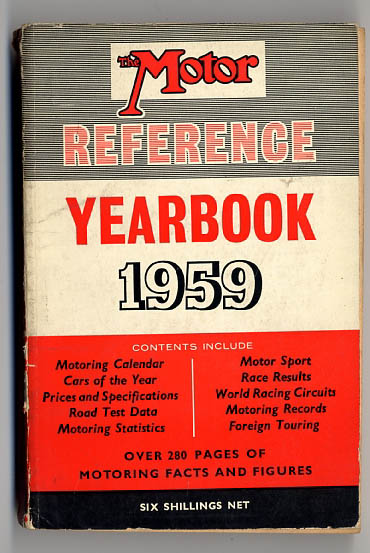 The Motor
REFERENCE
YEARBOOK
1959
CONTENTS INCLUDE
Motoring Calendar
Cars of the Year
Prices and Specifications
Road Test Data
Motoring Statistics
Motor Sport
Race Results
World Racing Circuits
Motoring Records
Foreign Touring
OVER 280 PAGES OF
MOTORING FACTS AND FIGURES
SIX SHILLINGS NET